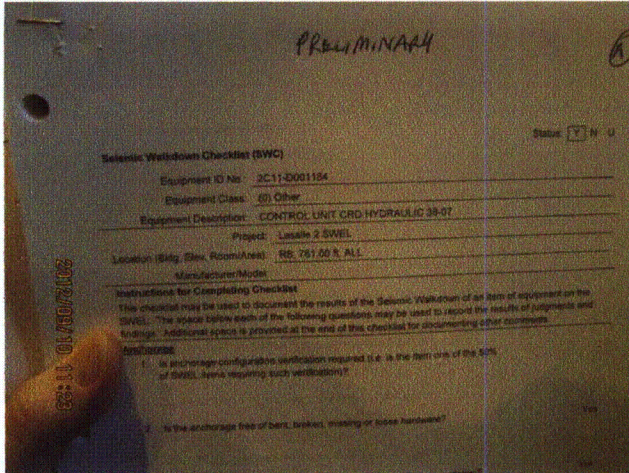 PRELIMINARY
A
Status: Y N U
Seismic Walkdown Checklist (SWC)
Equipment ID No.: 2C11-D001184
Equipment Class: (0) Other
Equipment Description: CONTROL UNIT CRD HYDRAULIC 38-07
Project: Lasalle 2 SWEL
Location (Bldg, Elev, Room/Area): RB, 761.00 ft, ALL
Manufacturer/Model
Instructions for Completing Checklist
This checklist may be used to document the results of the Seismic Walkdown of an item of equipment on the
SWEL. The space below each of the following questions may be used to record the results of judgments and
findings. Additional space is provided at the end of this checklist for documenting other comments.
Anchorage
1. Is anchorage configuration verification required (i.e. is the item one of the 50%
of SWEL items requiring such verification)?
Yes
2. Is the anchorage free of bent, broken, missing or loose hardware?
2012/09/10 11:23